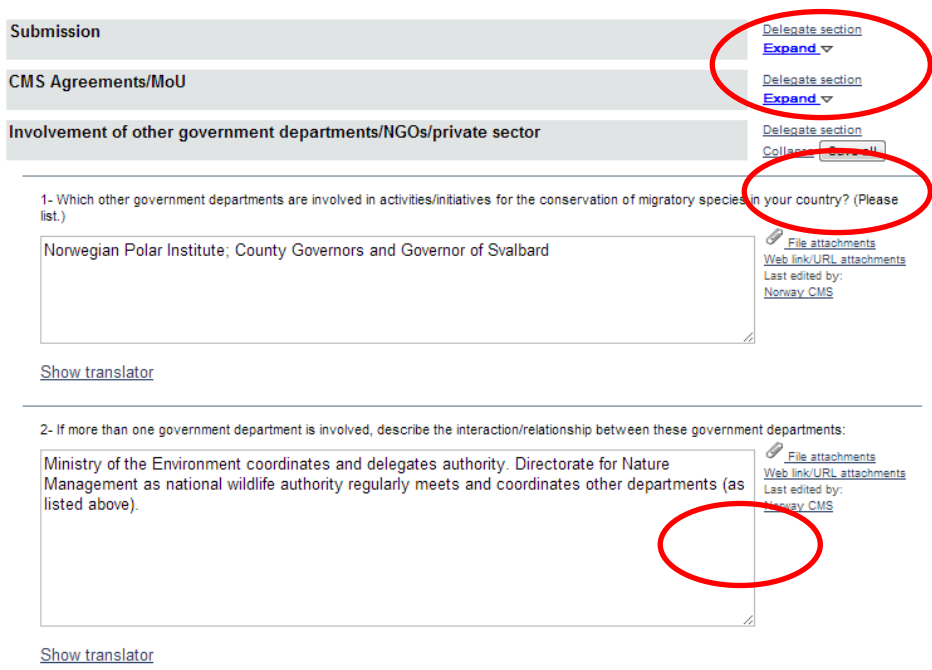 Submission
Delegate section
Expand
CMS Agreements/MoU
Delegate section
Expand
Involvement of other government departments/NGOs/private sector
Delegate section
Collapse Save all
1- Which other government departments are involved in activities/initiatives for the conservation of migratory species in your country? (Please
list.)
Norwegian Polar Institute; County Governors and Governor of Svalbard
File attachments
Web link/URL attachments
Last edited by:
Norway CMS
Show translator
2- If more than one government department is involved, describe the interaction/relationship between these government departments:
Ministry of the Environment coordinates and delegates authority. Directorate for Nature
Management as national wildlife authority regularly meets and coordinates other departments (as
listed above).
File attachments
Web link/URL attachments
Last edited by:
Norway CMS
Show translator